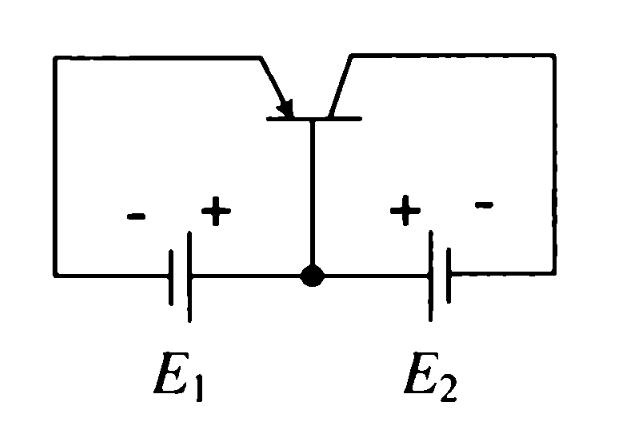 - + + -
E₁ E₂